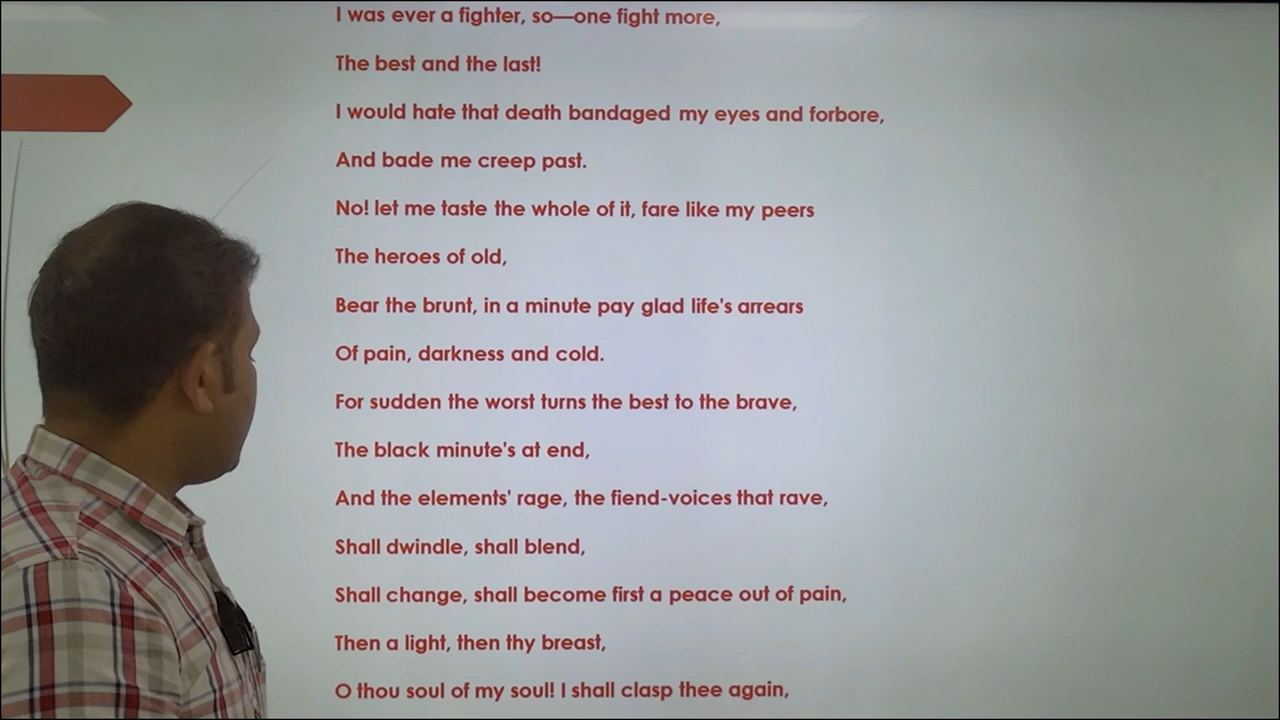 I was ever a fighter, so—one fight more,
The best and the last!
I would hate that death bandaged my eyes and forbore,
And bade me creep past.
No! let me taste the whole of it, fare like my peers
The heroes of old,
Bear the brunt, in a minute pay glad life's arrears
Of pain, darkness and cold.
For sudden the worst turns the best to the brave,
The black minute's at end,
And the elements' rage, the fiend-voices that rave,
Shall dwindle, shall blend,
Shall change, shall become first a peace out of pain,
Then a light, then thy breast,
O thou soul of my soul! I shall clasp thee again,